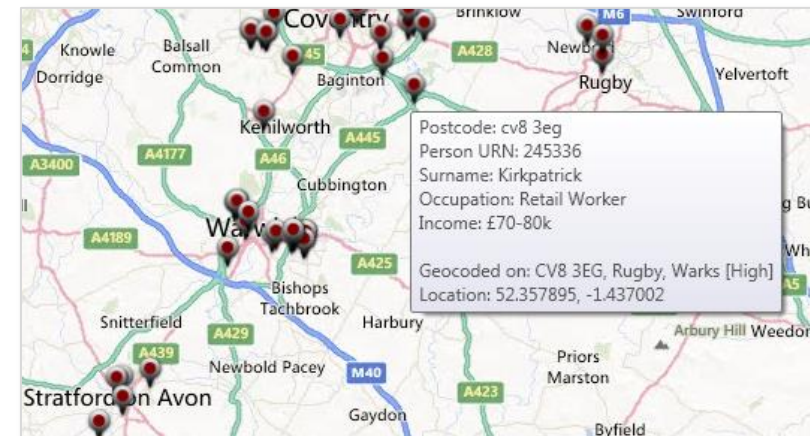 Coventry
Brinklow
M6
Swinford
Knowle
Balsall
Common
45
A428
Dorridge
Baginton
Rugby
Yelvertoft
Kenilworth
A445
A3400
A4177
A46
Cubbington
Postcode: cv8 3eg
Person URN: 245336
Surname: Kirkpatrick
Occupation: Retail Worker
Income: £70-80k
Geocoded on: CV8 3EG, Rugby, Warks [High]
Location: 52.357895, -1.437002
A4189
A425
A5
Bishops
Tachbrook
Snitterfield
A429
Harbury
Arbury Hill
Weedon
A439
Newbold Pacey
M40
Priors
Marston
Stratford on Avon
A423
Gaydon
Byfield